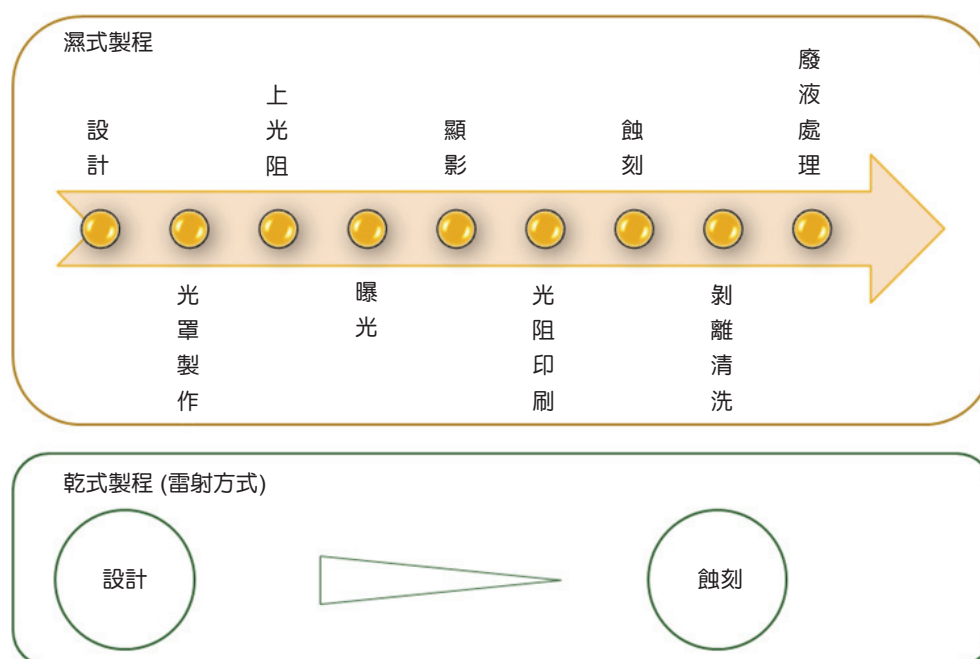 濕式製程
設計
光罩製作
上光阻
曝光
顯影
光阻印刷
蝕刻
剝離清洗
廢液處理
乾式製程 (雷射方式)
設計
蝕刻